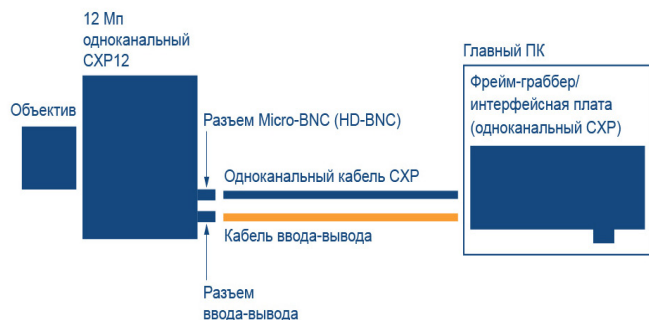 12 Мп
одноканальный
CXP12
Объектив
Разъем Micro-BNC (HD-BNC)
Одноканальный кабель CXP
Кабель ввода-вывода
Разъем
ввода-вывода
Главный ПК
Фрейм-граббер/
интерфейсная плата
(одноканальный CXP)